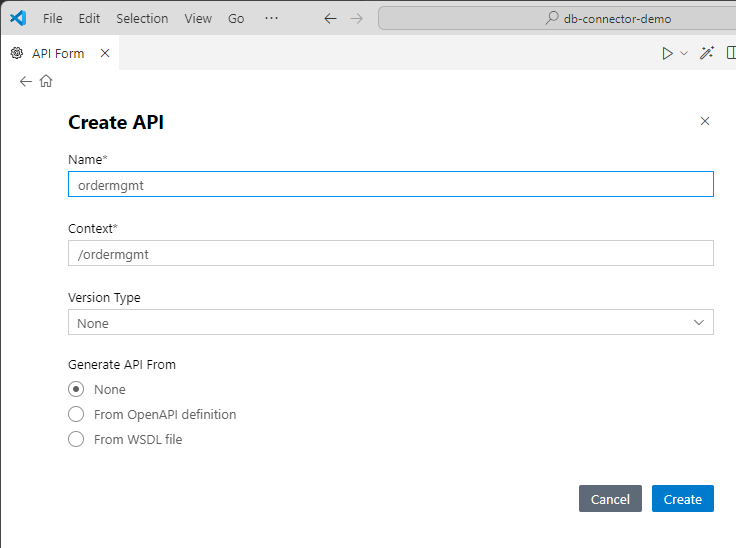 File Edit Selection View Go ··· db-connector-demo
API Form
Create API
Name*
ordermgmt
Context*
/ordermgmt
Version Type
None
Generate API From
None
From OpenAPI definition
From WSDL file
Cancel Create